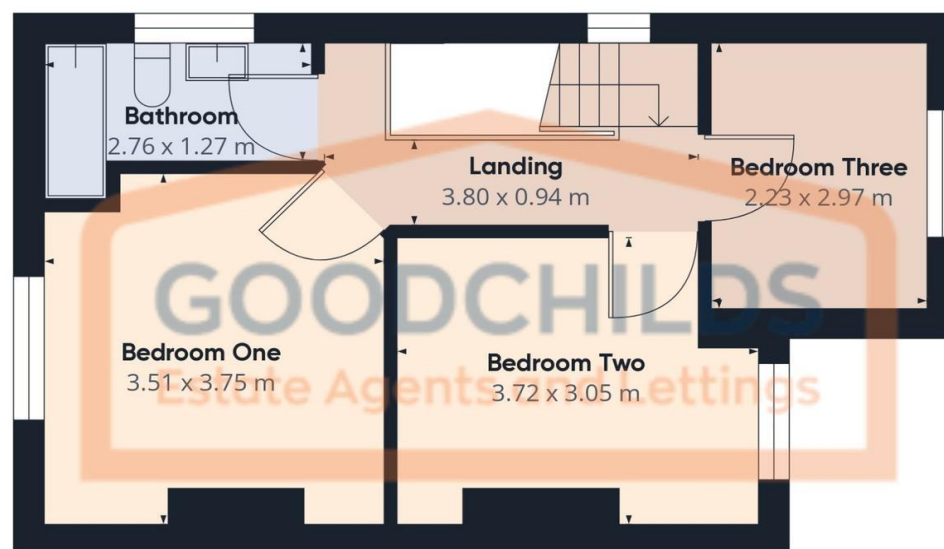 Bathroom
2.76 x 1.27 m
Landing
3.80 x 0.94 m
Bedroom Three
2.23 x 2.97 m
GOODCHILDS
Estate Agents and Lettings
Bedroom One
3.51 x 3.75 m
Bedroom Two
3.72 x 3.05 m